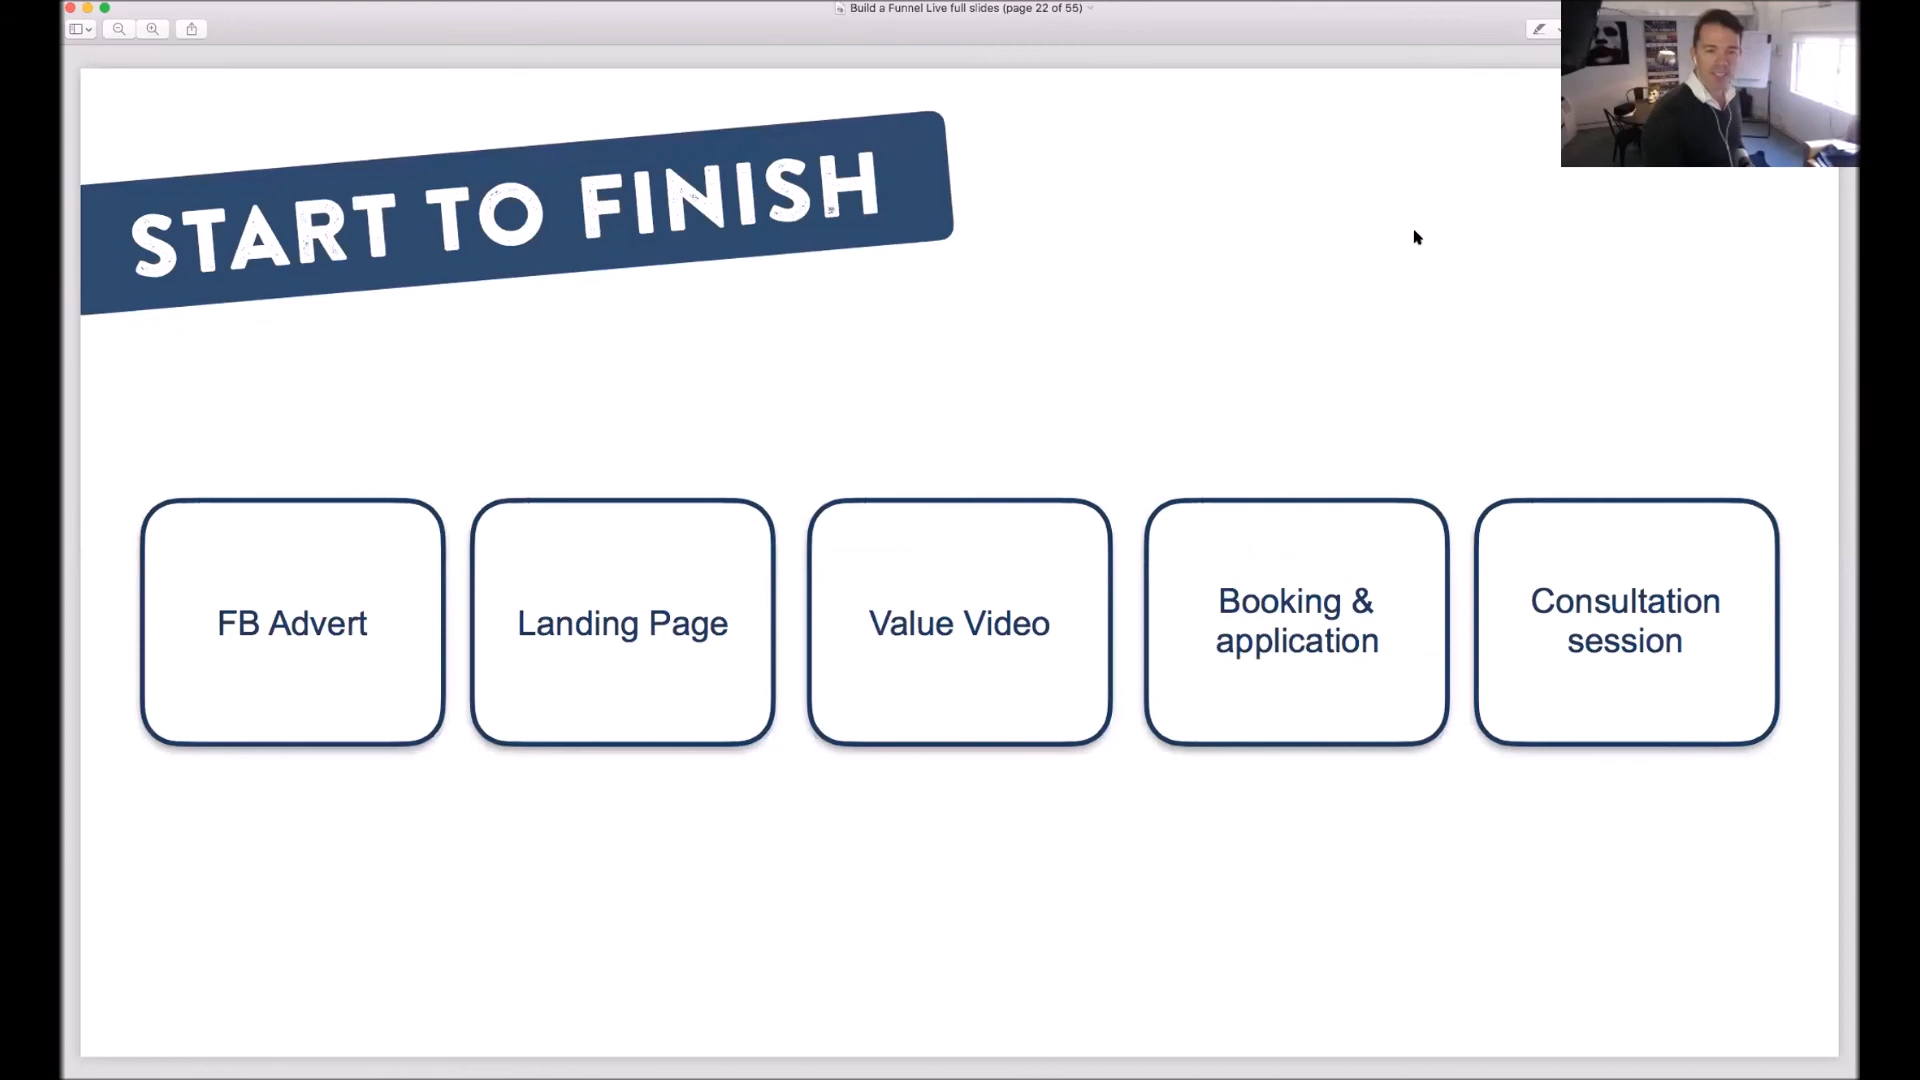 Build a Funnel Live full slides (page 22 of 55)
START TO FINISH
FB Advert
Landing Page
Value Video
Booking &
application
Consultation
session